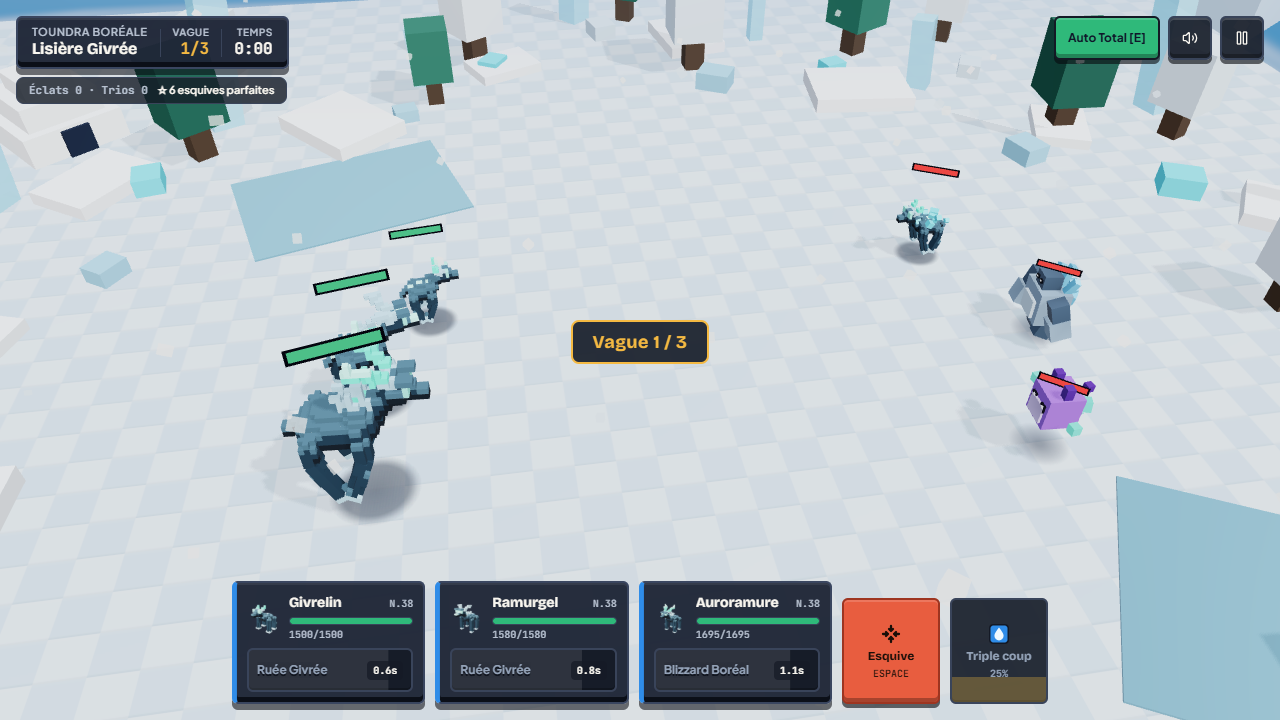 TOUNDRA BORÉALE
Lisière Givrée
VAGUE
1/3
TEMPS
0:00
Éclats 0 · Trios 0 ★ 6 esquives parfaites
Auto Total [E]
Vague 1 / 3
Givrelin N.38
1500/1500
Ruée Givrée 0.6s
Ramurgel N.38
1580/1580
Ruée Givrée 0.8s
Auroramure N.38
1695/1695
Blizzard Boréal 1.1s
Esquive
ESPACE
Triple coup
25%